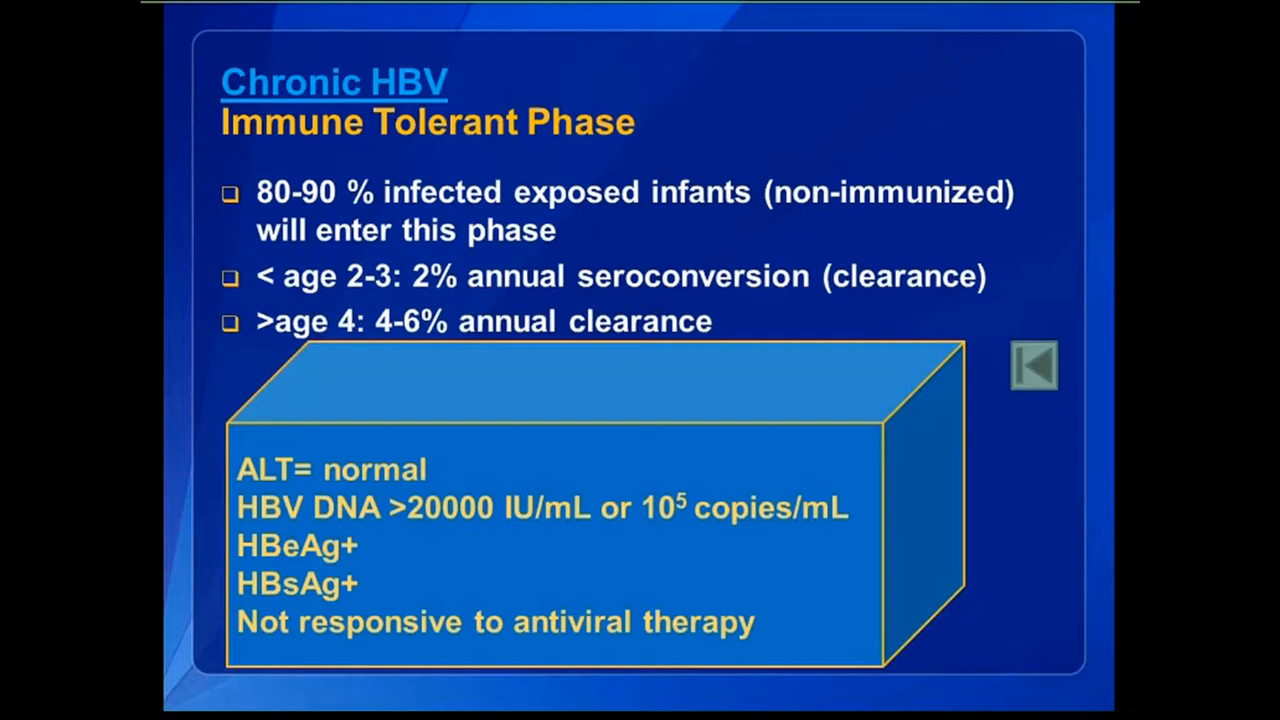 Chronic HBV
Immune Tolerant Phase
80-90 % infected exposed infants (non-immunized)
will enter this phase
< age 2-3: 2% annual seroconversion (clearance)
>age 4: 4-6% annual clearance
ALT= normal
HBV DNA >20000 IU/mL or 10⁵ copies/mL
HBeAg+
HBsAg+
Not responsive to antiviral therapy